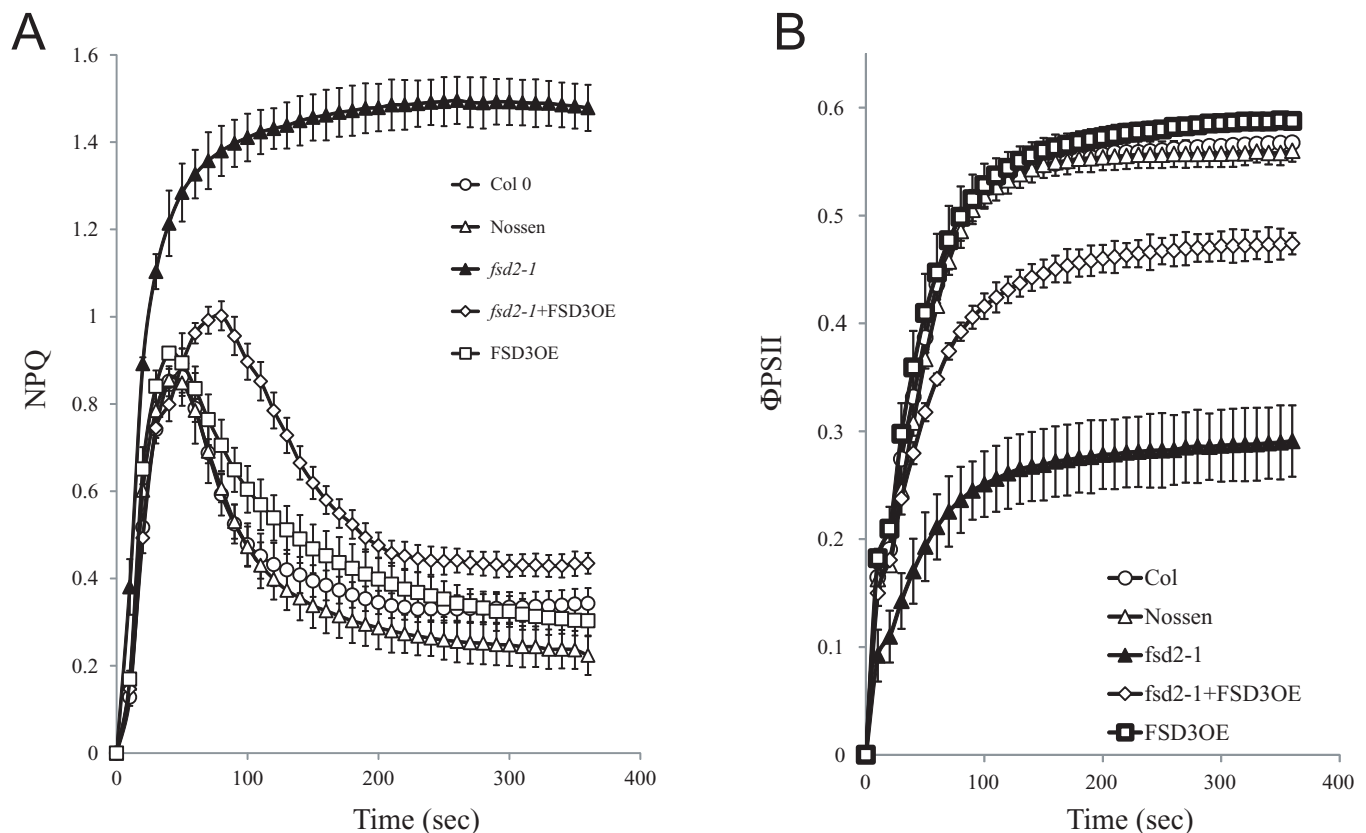 A
1.6
1.4
1.2
1
0.8
0.6
0.4
0.2
0
0
100
200
300
400
NPQ
Time (sec)
Col 0
Nossen
fsd2-1
fsd2-1+FSD3OE
FSD3OE
B
0.6
0.5
0.4
0.3
0.2
0.1
0
0
100
200
300
400
ΦPSII
Time (sec)
Col
Nossen
fsd2-1
fsd2-1+FSD3OE
FSD3OE